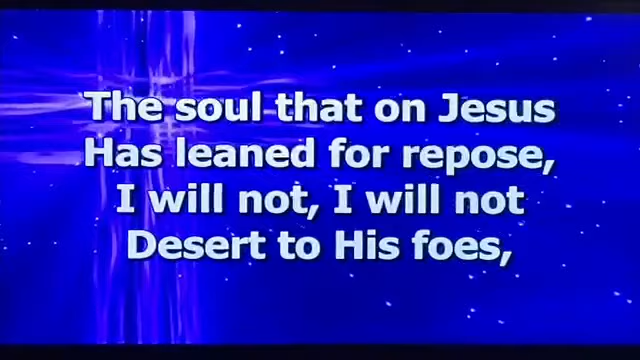 The soul that on Jesus
Has leaned for repose,
I will not, I will not
Desert to His foes,